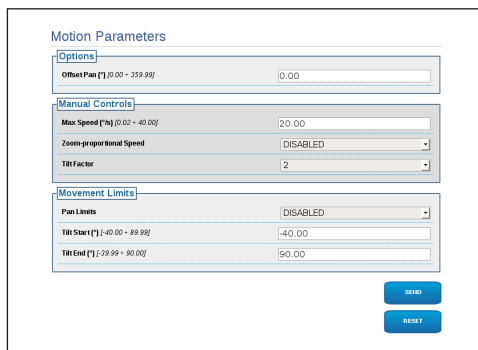 Motion Parameters
Options
Offset Pan (°) [0.00 ÷ 359.99] 0.00
Manual Controls
Max Speed (°/s) [0.02 ÷ 40.00] 20.00
Zoom-proportional Speed DISABLED
Tilt Factor 2
Movement Limits
Pan Limits DISABLED
Tilt Start (°) [-40.00 ÷ 89.99] -40.00
Tilt End (°) [-39.99 ÷ 90.00] 90.00
SEND
RESET